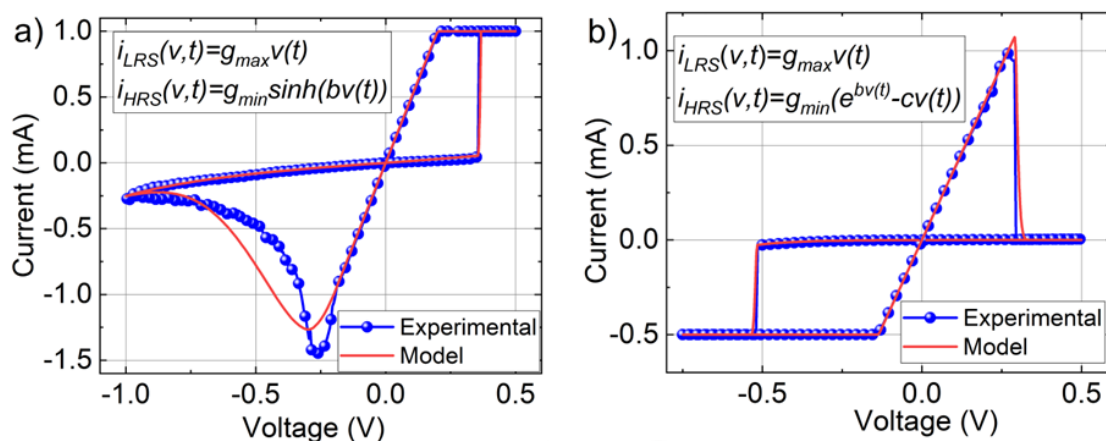 a)
i_LRS(v,t)=g_max v(t)
i_HRS(v,t)=g_min sinh(bv(t))
1.0
0.5
0.0
-0.5
-1.0
-1.5
Current (mA)
Experimental
Model
-1.0
-0.5
0.0
0.5
Voltage (V)
b)
i_LRS(v,t)=g_max v(t)
i_HRS(v,t)=g_min(e^bv(t)-cv(t))
1.0
0.5
0.0
-0.5
Current (mA)
Experimental
Model
-0.5
0.0
0.5
Voltage (V)